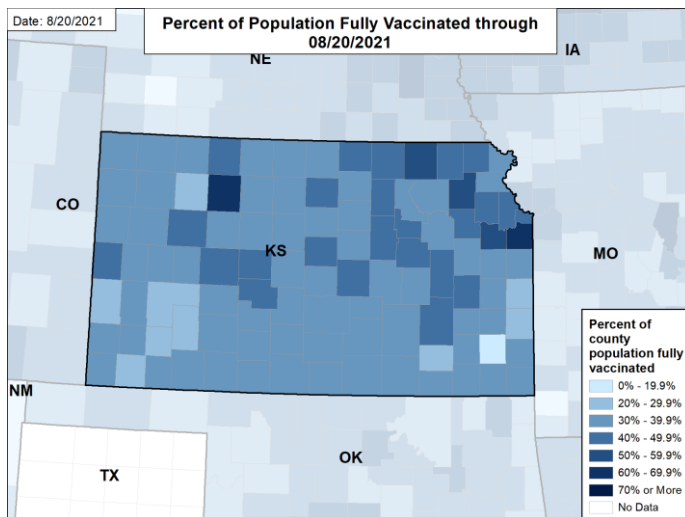 Date: 8/20/2021
Percent of Population Fully Vaccinated through
08/20/2021
NE
IA
CO
KS
MO
NM
TX
OK
Percent of
county
population fully
vaccinated
0% - 19.9%
20% - 29.9%
30% - 39.9%
40% - 49.9%
50% - 59.9%
60% - 69.9%
70% or More
No Data